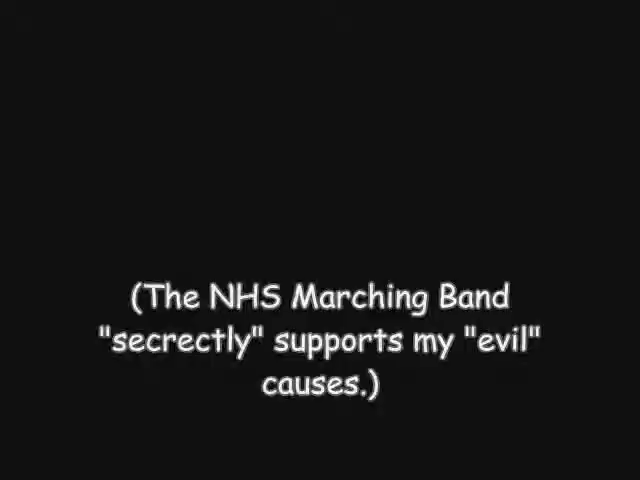 (The NHS Marching Band
"secrectly" supports my "evil"
causes.)